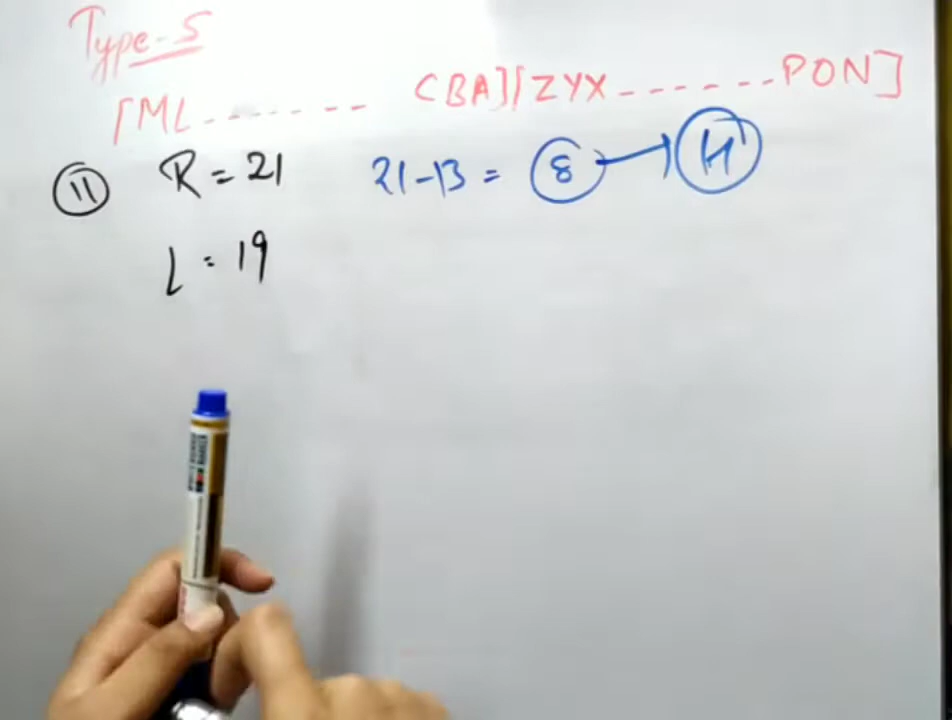 Type-5
[ML ------- CBA][ZYX ------ PON]
(11) R = 21 21-13 = 8 → H
L = 19